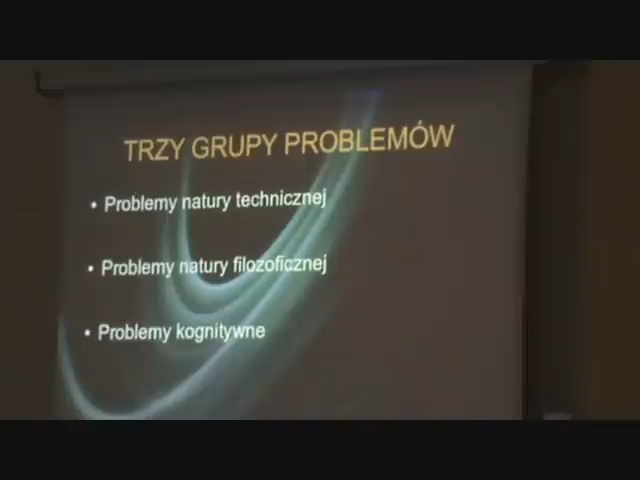 TRZY GRUPY PROBLEMÓW
• Problemy natury technicznej
• Problemy natury filozoficznej
• Problemy kognitywne